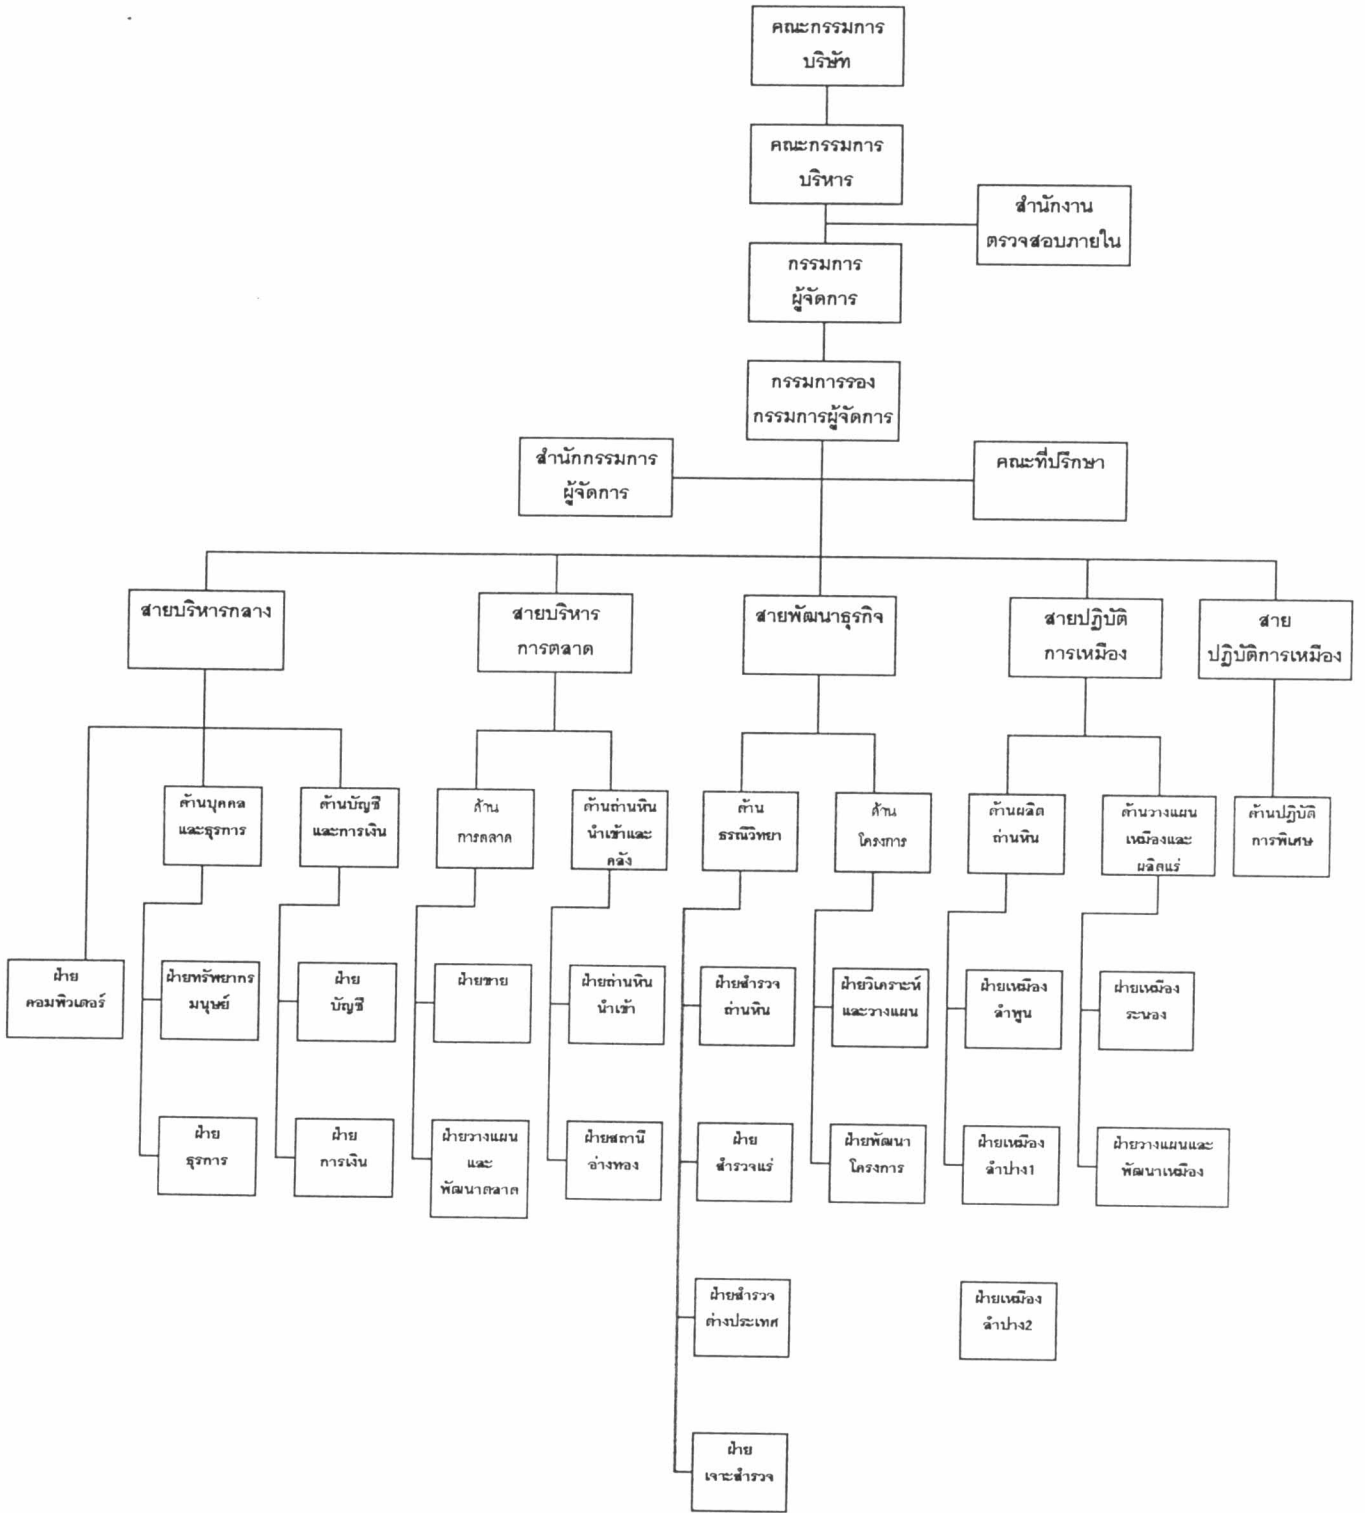 คณะกรรมการ
บริษัท
คณะกรรมการ
บริหาร
สำนักงาน
ตรวจสอบภายใน
กรรมการ
ผู้จัดการ
กรรมการรอง
กรรมการผู้จัดการ
สำนักกรรมการ
ผู้จัดการ
คณะที่ปรึกษา
สายบริหารกลาง
สายบริหาร
การตลาด
สายพัฒนาธุรกิจ
สายปฏิบัติ
การเหมือง
สาย
ปฏิบัติการเหมือง
ด้านบุคคล
และธุรการ
ด้านบัญชี
และการเงิน
ด้าน
การตลาด
ด้านถ่านหิน
นำเข้าและ
คลัง
ด้าน
ธรณีวิทยา
ด้าน
โครงการ
ด้านผลิต
ถ่านหิน
ด้านวางแผน
เหมืองและ
ผลิตแร่
ด้านปฏิบัติ
การพิเศษ
ฝ่าย
คอมพิวเตอร์
ฝ่ายทรัพยากร
มนุษย์
ฝ่าย
บัญชี
ฝ่ายขาย
ฝ่ายถ่านหิน
นำเข้า
ฝ่ายสำรวจ
ถ่านหิน
ฝ่ายวิเคราะห์
และวางแผน
ฝ่ายเหมือง
ลำพูน
ฝ่ายเหมือง
ระนอง
ฝ่าย
ธุรการ
ฝ่าย
การเงิน
ฝ่ายวางแผน
และ
พัฒนาตลาด
ฝ่ายสถานี
อ่างทอง
ฝ่าย
สำรวจแร่
ฝ่ายพัฒนา
โครงการ
ฝ่ายเหมือง
ลำปาง1
ฝ่ายวางแผนและ
พัฒนาเหมือง
ฝ่ายสำรวจ
ต่างประเทศ
ฝ่ายเหมือง
ลำปาง2
ฝ่าย
เจาะสำรวจ